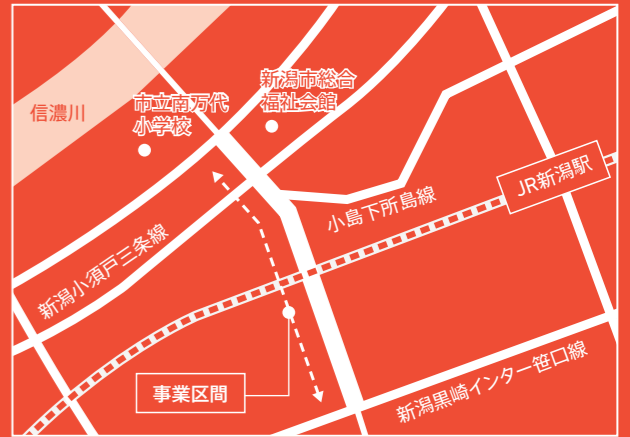 信濃川
市立南万代
小学校
新潟市総合
福祉会館
JR新潟駅
小島下所島線
新潟小須戸三条線
事業区間
新潟黒崎インター笹口線